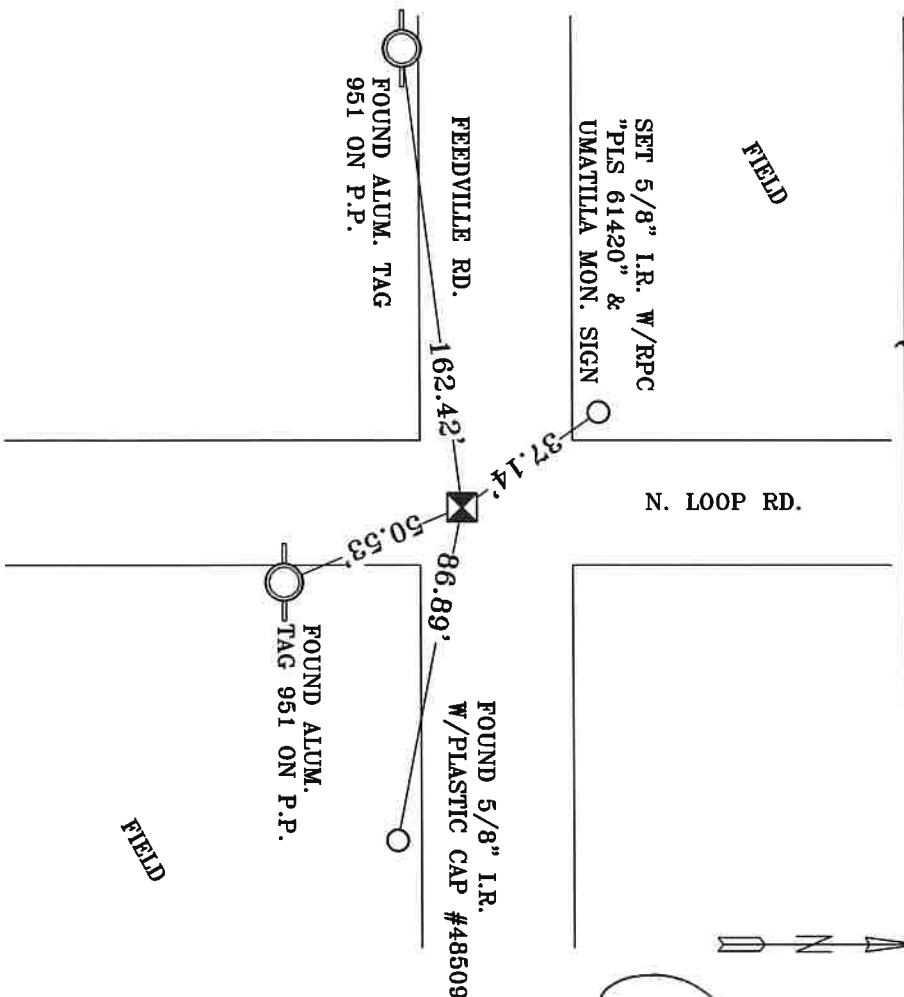 FIELD
SET 5/8" I.R. W/RPC
"PLS 61420" &
UMATILLA MON. SIGN
N. LOOP RD.
FEEDVILLE RD.
FOUND ALUM. TAG
951 ON P.P.
162.42'
37.14'
50.53'
86.89'
FOUND 5/8" I.R.
W/PLASTIC CAP #48509
FOUND ALUM.
TAG 951 ON P.P.
FIELD
N